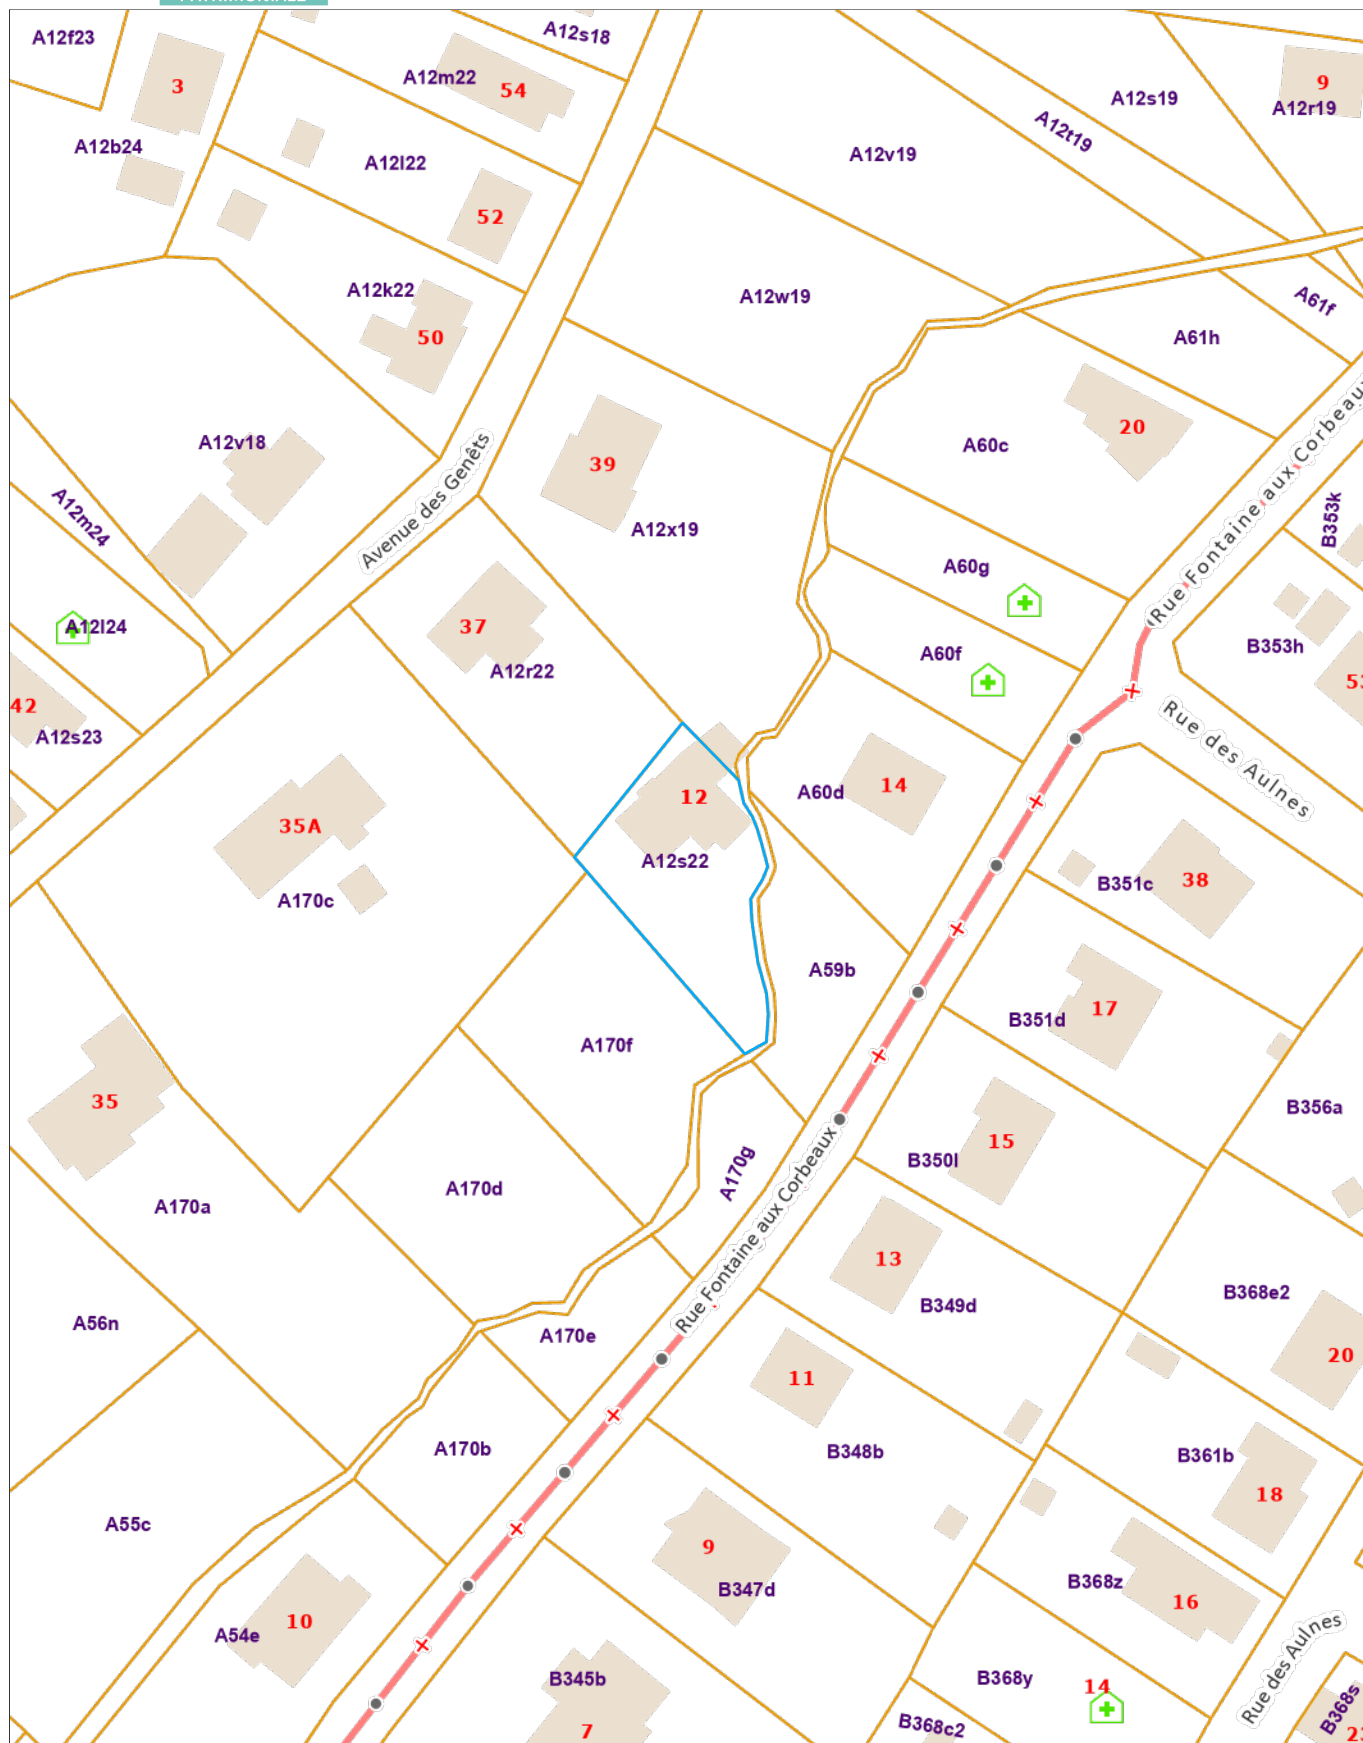 A12f23
A12s18
3
A12m22
54
A12s19
9
A12r19
A12t19
A12b24
A12l22
A12v19
52
A12k22
A12w19
50
A61f
A61h
20
A60c
A12v18
39
A12x19
Avenue des Genêts
Rue Fontaine aux Corbeaux
B353k
A12m24
A60g
A12l24
37
A12r22
A60f
B353h
42
A12s23
Rue des Aulnes
12
A60d
14
35A
A12s22
A170c
B351c
38
A59b
B351d
17
A170f
35
B356a
15
B350l
A170g
A170d
A170a
Rue Fontaine aux Corbeaux
13
B349d
B368e2
A56n
A170e
20
11
A170b
B348b
B361b
18
A55c
9
B347d
B368z
16
A54e
10
Rue des Aulnes
B345b
B368y
14
7
B368c2
B368s